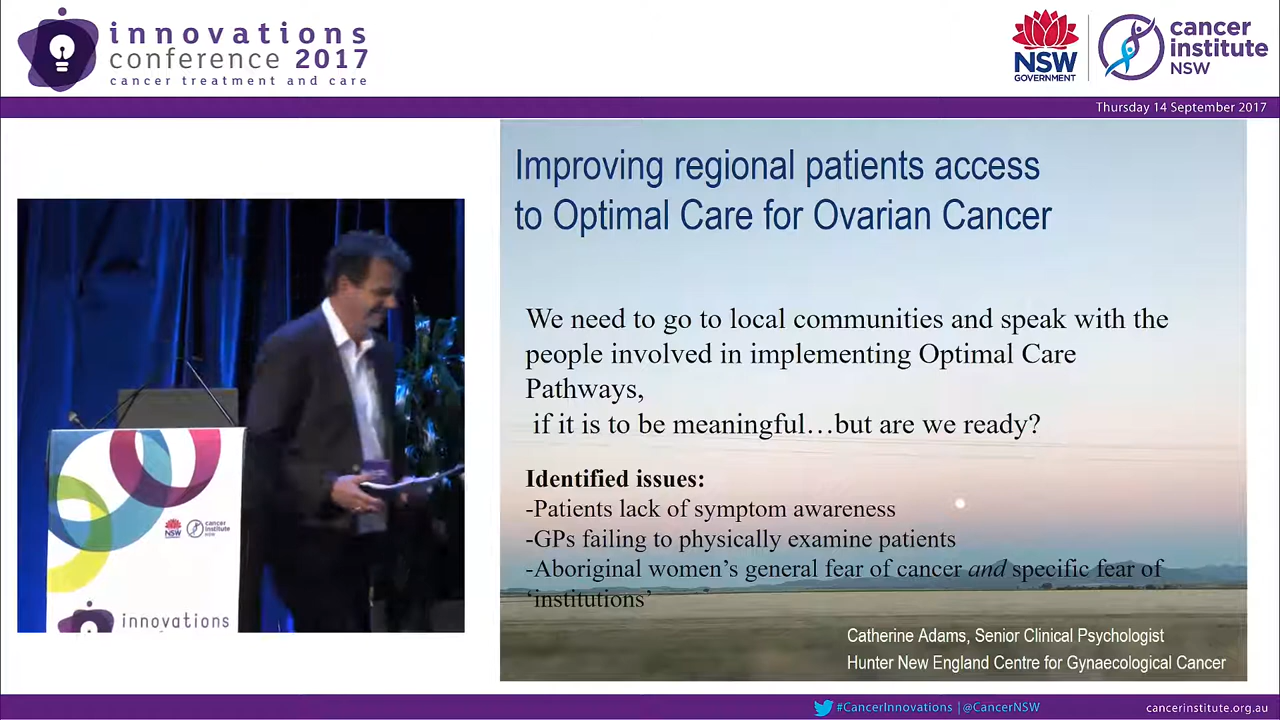 innovations
conference 2017
cancer treatment and care
NSW
GOVERNMENT
cancer
institute
NSW
Thursday 14 September 2017
Improving regional patients access
to Optimal Care for Ovarian Cancer
We need to go to local communities and speak with the
people involved in implementing Optimal Care
Pathways,
if it is to be meaningful…but are we ready?
Identified issues:
-Patients lack of symptom awareness
-GPs failing to physically examine patients
-Aboriginal women’s general fear of cancer and specific fear of
‘institutions’
Catherine Adams, Senior Clinical Psychologist
Hunter New England Centre for Gynaecological Cancer
NSW
cancer
institute
NSW
innovations
#CancerInnovations | @CancerNSW
cancerinstitute.org.au